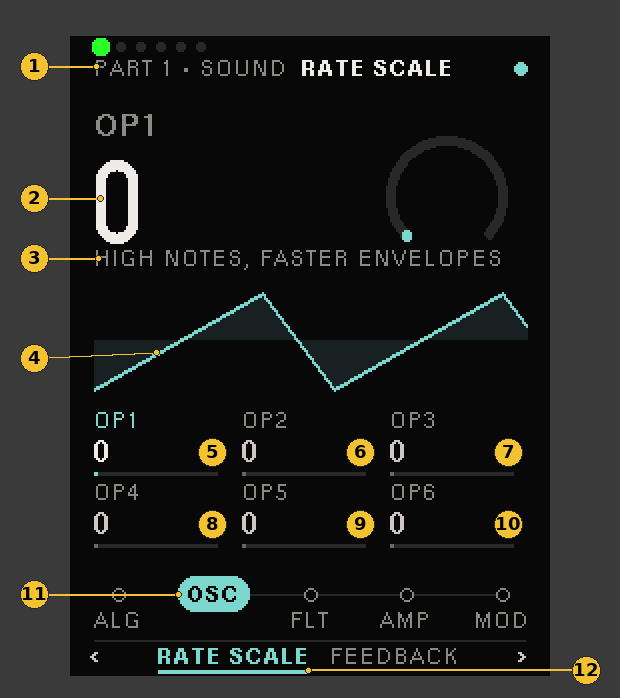 1 PART 1 · SOUND RATE SCALE
OP1
2 0
3 HIGH NOTES, FASTER ENVELOPES
4
OP1 OP2 OP3
0 5 0 6 0 7
OP4 OP5 OP6
0 8 0 9 0 10
11 OSC
ALG FLT AMP MOD
< RATE SCALE FEEDBACK >
12